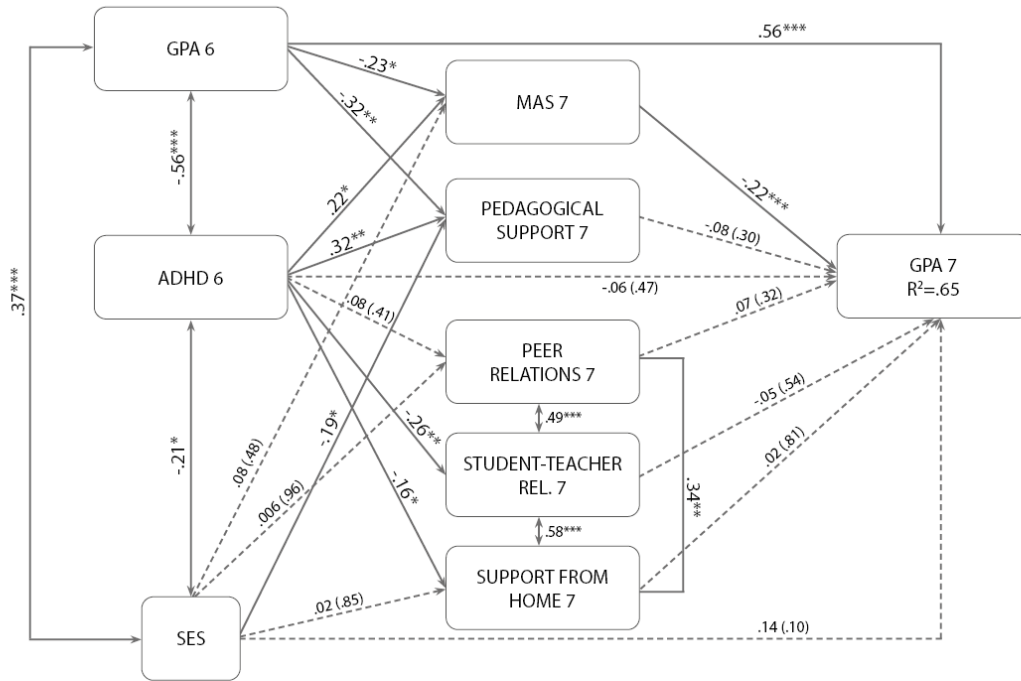 GPA 6
.56***
-.23*
-.32**
MAS 7
-.56***
.22*
-.22***
PEDAGOGICAL
SUPPORT 7
.32**
-.08 (.30)
ADHD 6
-.06 (.47)
GPA 7
R²=.65
.37***
.08 (.41)
.07 (.32)
PEER
RELATIONS 7
-.19*
-.26**
.49***
-.05 (.54)
-.21*
.08 (.48)
.006 (.96)
-.16*
STUDENT-TEACHER
REL. 7
.02 (.81)
.34**
.58***
SUPPORT FROM
HOME 7
.02 (.85)
SES
.14 (.10)